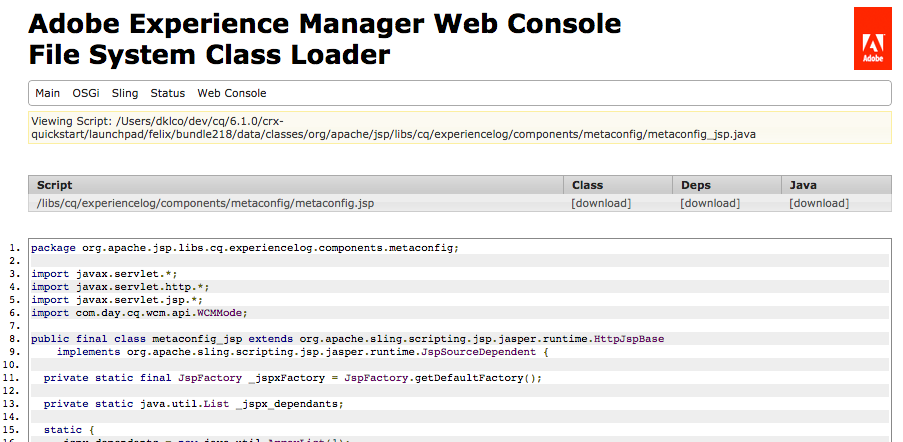 Adobe Experience Manager Web Console
File System Class Loader
Adobe
Main OSGi Sling Status Web Console
Viewing Script: /Users/dklco/dev/cq/6.1.0/crx-
quickstart/launchpad/felix/bundle218/data/classes/org/apache/jsp/libs/cq/experiencelog/components/metaconfig/metaconfig_jsp.java
Script Class Deps Java
/libs/cq/experiencelog/components/metaconfig/metaconfig.jsp [download] [download] [download]
1. package org.apache.jsp.libs.cq.experiencelog.components.metaconfig;
2.
3. import javax.servlet.*;
4. import javax.servlet.http.*;
5. import javax.servlet.jsp.*;
6. import com.day.cq.wcm.api.WCMMode;
7.
8. public final class metaconfig_jsp extends org.apache.sling.scripting.jsp.jasper.runtime.HttpJspBase
9. implements org.apache.sling.scripting.jsp.jasper.runtime.JspSourceDependent {
10.
11. private static final JspFactory _jspxFactory = JspFactory.getDefaultFactory();
12.
13. private static java.util.List _jspx_dependants;
14.
15. static {